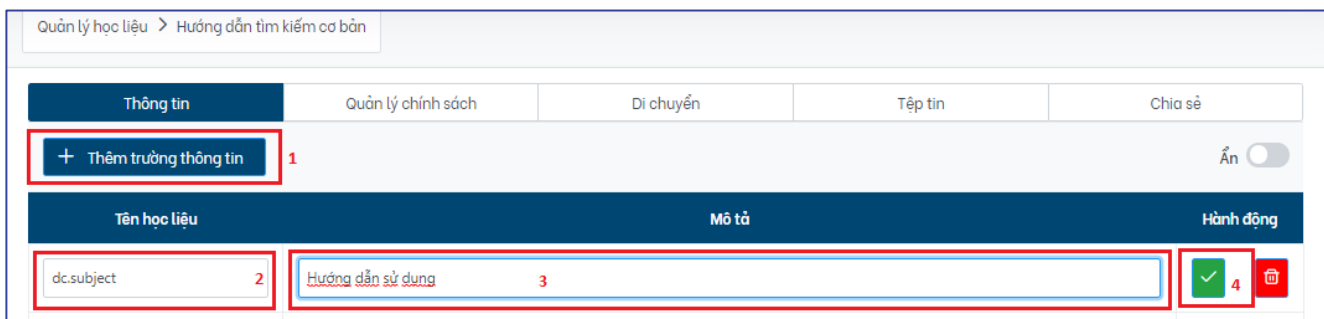 Quản lý học liệu > Hướng dẫn tìm kiếm cơ bản
Thông tin Quản lý chính sách Di chuyển Tệp tin Chia sẻ
+ Thêm trường thông tin 1 Ẩn
Tên học liệu Mô tả Hành động
dc.subject 2 Hướng dẫn sử dụng 3 4